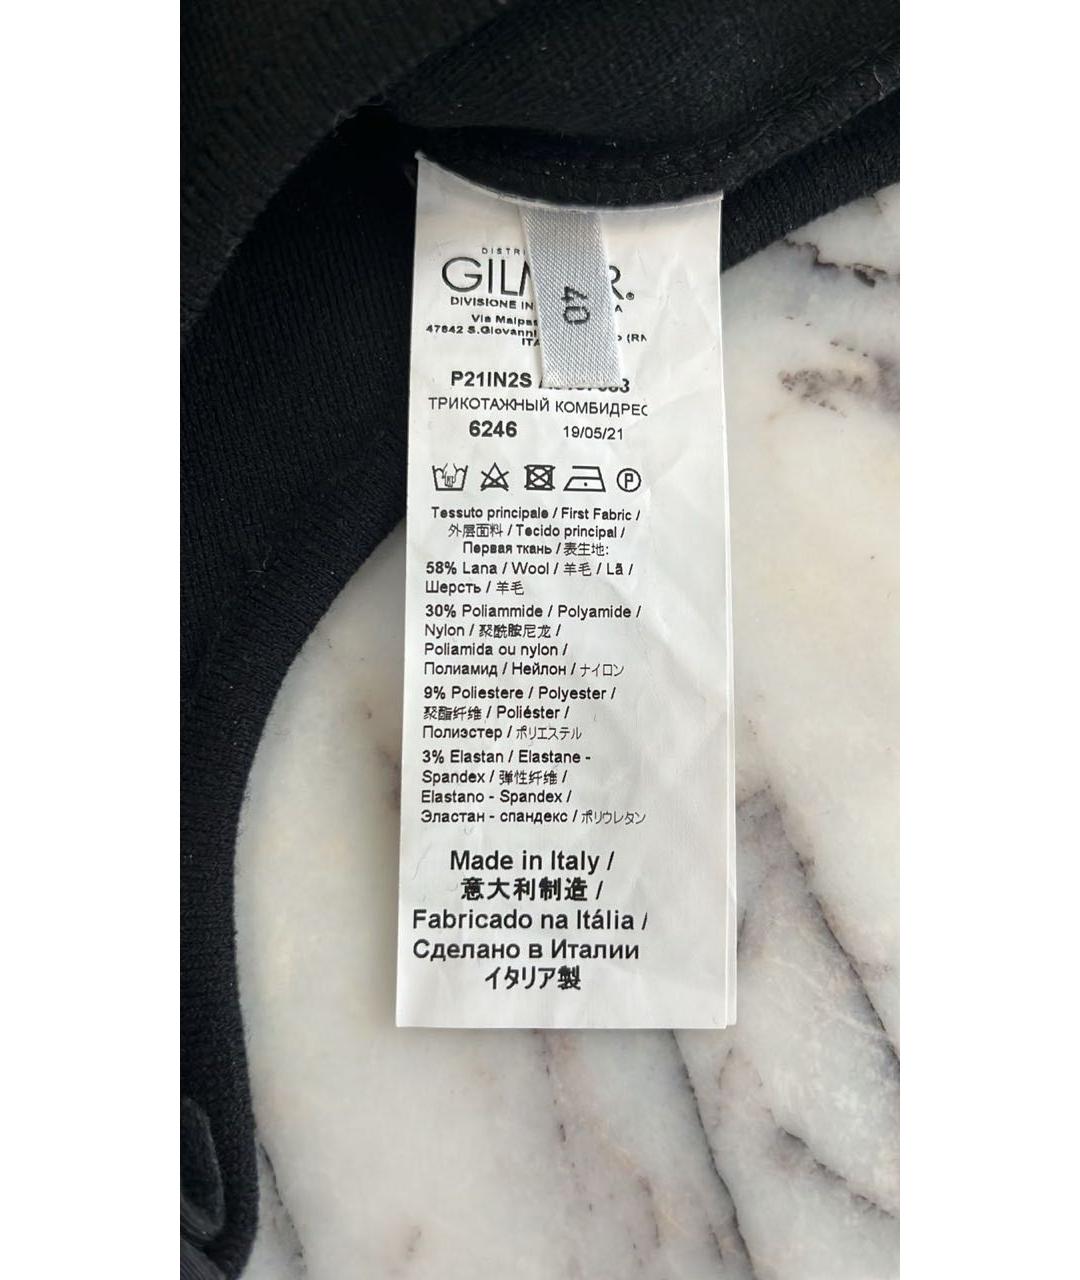 DISTR
GIL R.
DIVISIONE IN
Via Malpas
47842 S.Giovanni (RN
ITA
40
P21IN2S
ТРИКОТАЖНЫЙ КОМБИДРЕС
6246 19/05/21
P
Tessuto principale / First Fabric /
外层面料 / Tecido principal /
Первая ткань / 表生地:
58% Lana / Wool / 羊毛 / Lã /
Шерсть / 羊毛
30% Poliammide / Polyamide /
Nylon / 聚酰胺尼龙 /
Poliamida ou nylon /
Полиамид / Нейлон / ナイロン
9% Poliestere / Polyester /
聚酯纤维 / Poliéster /
Полиэстер / ポリエステル
3% Elastan / Elastane -
Spandex / 弹性纤维 /
Elastano - Spandex /
Эластан - спандекс / ポリウレタン
Made in Italy /
意大利制造 /
Fabricado na Itália /
Сделано в Италии
イタリア製